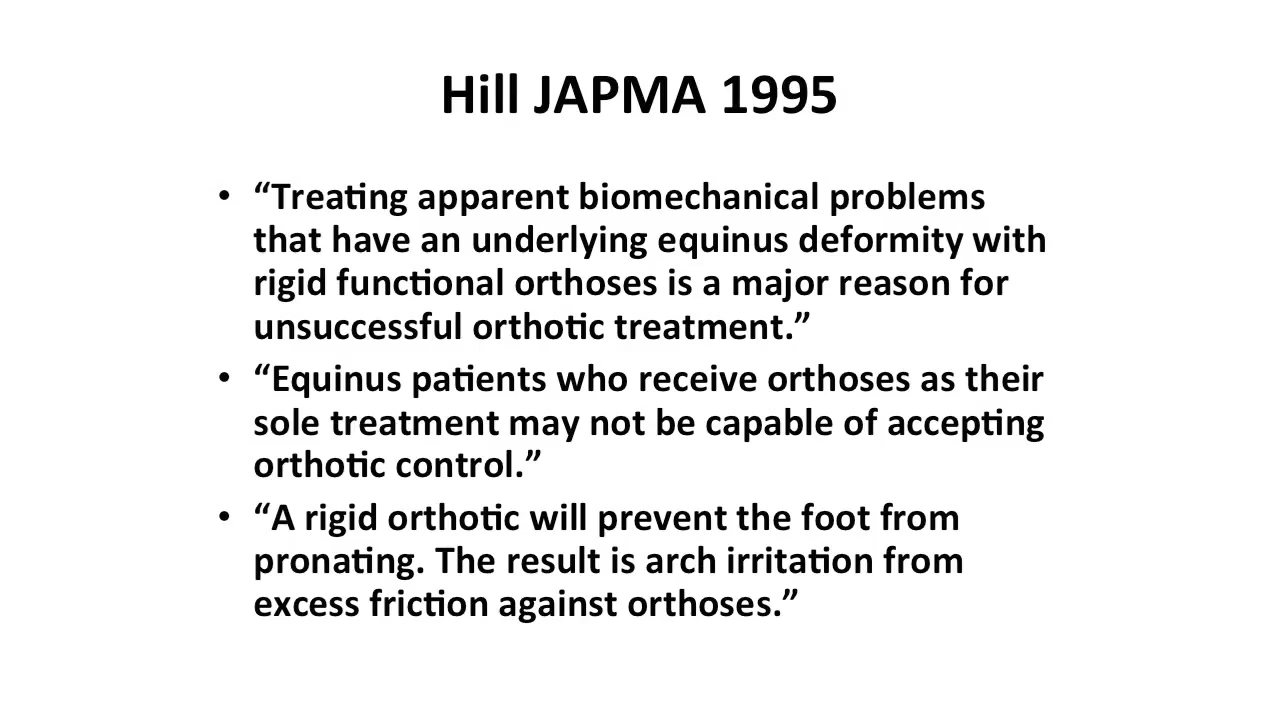 Hill JAPMA 1995
• “Treating apparent biomechanical problems
that have an underlying equinus deformity with
rigid functional orthoses is a major reason for
unsuccessful orthotic treatment.”
• “Equinus patients who receive orthoses as their
sole treatment may not be capable of accepting
orthotic control.”
• “A rigid orthotic will prevent the foot from
pronating. The result is arch irritation from
excess friction against orthoses.”